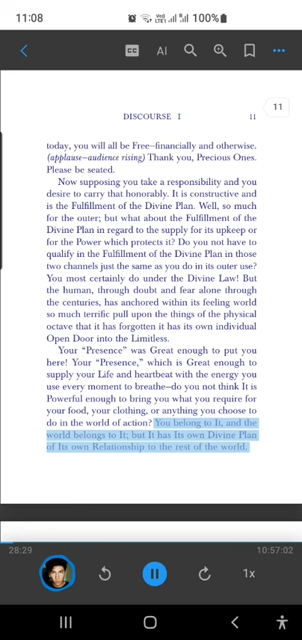 11:08
Vo)) LTE1
100%
CC
AI
11
DISCOURSE I
11
today, you will all be Free–financially and otherwise.
(applause–audience rising) Thank you, Precious Ones.
Please be seated.
Now supposing you take a responsibility and you
desire to carry that honorably. It is constructive and
is the Fulfillment of the Divine Plan. Well, so much
for the outer; but what about the Fulfillment of the
Divine Plan in regard to the supply for its upkeep or
for the Power which protects it? Do you not have to
qualify in the Fulfillment of the Divine Plan in those
two channels just the same as you do in its outer use?
You most certainly do under the Divine Law! But
the human, through doubt and fear alone through
the centuries, has anchored within its feeling world
so much terrific pull upon the things of the physical
octave that it has forgotten it has its own individual
Open Door into the Limitless.
Your “Presence” was Great enough to put you
here! Your “Presence,” which is Great enough to
supply your Life and heartbeat with the energy you
use every moment to breathe–do you not think It is
Powerful enough to bring you what you require for
your food, your clothing, or anything you choose to
do in the world of action? You belong to It, and the
world belongs to It; but It has Its own Divine Plan
of Its own Relationship to the rest of the world.
28:29
10:57:02
1x